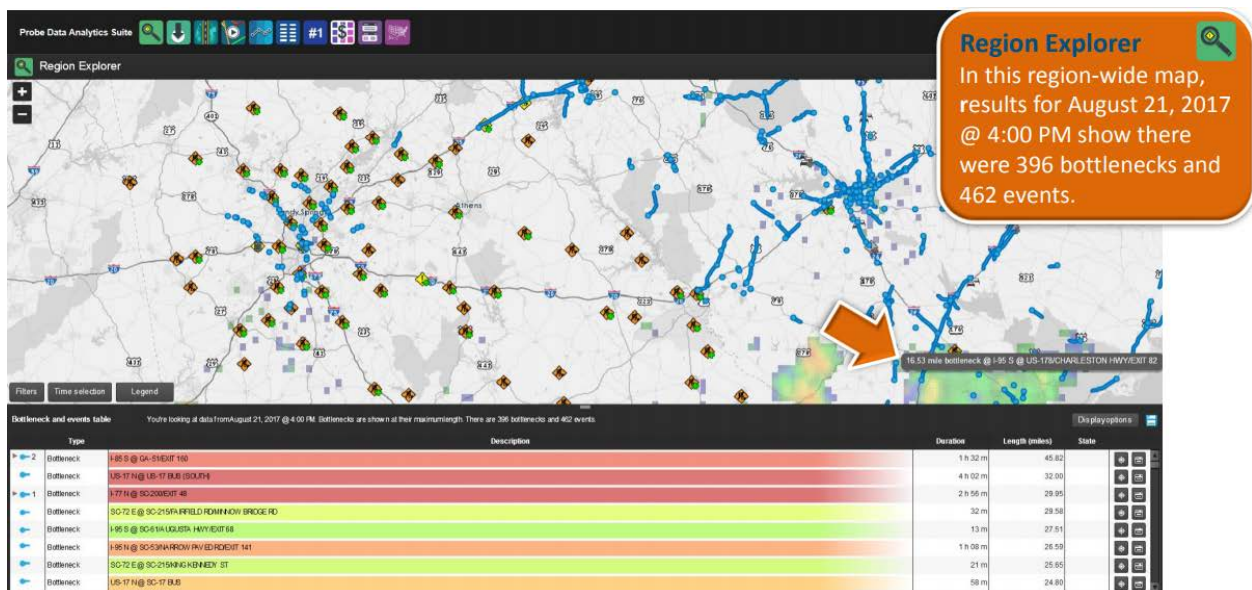 Probe Data Analytics Suite
#1
Region Explorer
Region Explorer
In this region-wide map,
results for August 21, 2017
@ 4:00 PM show there
were 396 bottlenecks and
462 events.
+
−
Athens
16.53 mile bottleneck @ I-95 S @ US-178/CHARLESTON HWY/EXIT 82
Filters Time selection Legend
Bottleneck and events table You're looking at data from August 21, 2017 @ 4:00 PM. Bottlenecks are shown at their maximum length. There are 396 bottlenecks and 462 events. Display options
Type Description Duration Length (miles) State
2 Bottleneck I-85 S @ GA-51/EXIT 160 1 h 32 m 45.82
Bottleneck US-17 N @ US-17 BUS (SOUTH) 4 h 02 m 32.00
1 Bottleneck I-77 N @ SC-200/EXIT 48 2 h 56 m 29.95
Bottleneck SC-72 E @ SC-215/FAIRFIELD RD/MINNOW BRIDGE RD 32 m 29.58
Bottleneck I-95 S @ SC-61/AUGUSTA HWY/EXIT 68 13 m 27.51
Bottleneck I-95 N @ SC-53/NARROW PAVED RD/EXIT 141 1 h 08 m 26.59
Bottleneck SC-72 E @ SC-215/KING KENNEDY ST 21 m 25.65
Bottleneck US-17 N @ SC-17 BUS 58 m 24.80